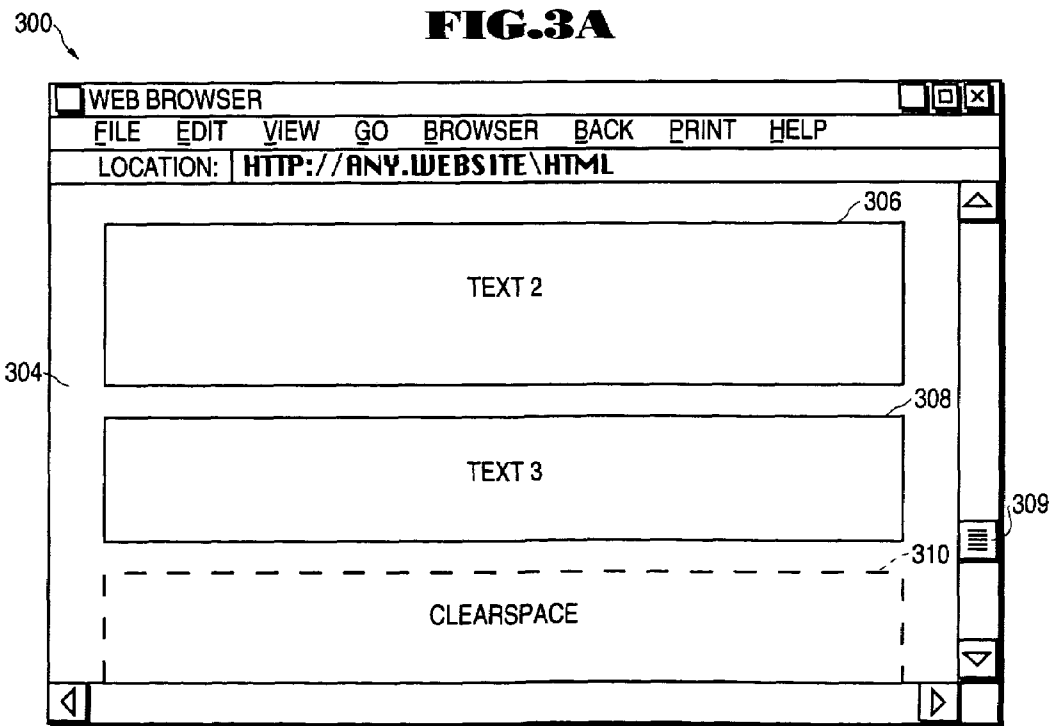 FIG.3A
300
WEB BROWSER
FILE EDIT VIEW GO BROWSER BACK PRINT HELP
LOCATION: HTTP://ANY.WEBSITE\HTML
306
TEXT 2
304
308
TEXT 3
309
310
CLEARSPACE